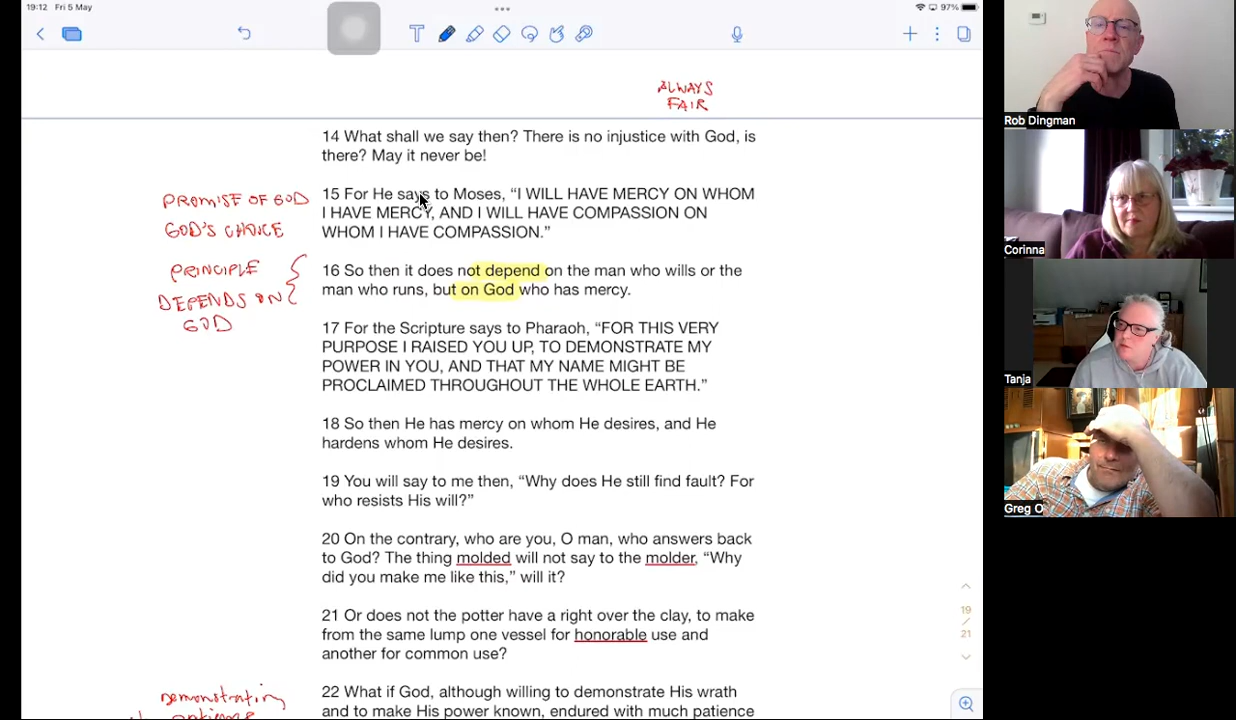 19:12 Fri 5 May
97%
ALWAYS
FAIR
14 What shall we say then? There is no injustice with God, is
there? May it never be!
PROMISE OF GOD
GOD'S CHOICE
15 For He says to Moses, “I WILL HAVE MERCY ON WHOM
I HAVE MERCY, AND I WILL HAVE COMPASSION ON
WHOM I HAVE COMPASSION.”
PRINCIPLE
DEPENDS ON
GOD
16 So then it does not depend on the man who wills or the
man who runs, but on God who has mercy.
17 For the Scripture says to Pharaoh, “FOR THIS VERY
PURPOSE I RAISED YOU UP, TO DEMONSTRATE MY
POWER IN YOU, AND THAT MY NAME MIGHT BE
PROCLAIMED THROUGHOUT THE WHOLE EARTH.”
18 So then He has mercy on whom He desires, and He
hardens whom He desires.
19 You will say to me then, “Why does He still find fault? For
who resists His will?”
20 On the contrary, who are you, O man, who answers back
to God? The thing molded will not say to the molder, “Why
did you make me like this,” will it?
21 Or does not the potter have a right over the clay, to make
from the same lump one vessel for honorable use and
another for common use?
Demonstrating
patience
22 What if God, although willing to demonstrate His wrath
and to make His power known, endured with much patience
19
/
21
Rob Dingman
Corinna
Tanja
Greg O